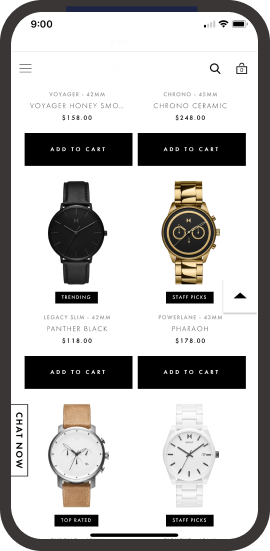 9:00
0
VOYAGER - 42MM
CHRONO - 45MM
VOYAGER HONEY SMO...
CHRONO CERAMIC
$158.00
$248.00
ADD TO CART
ADD TO CART
TRENDING
STAFF PICKS
LEGACY SLIM - 42MM
POWERLANE - 43MM
PANTHER BLACK
PHARAOH
$118.00
$178.00
ADD TO CART
ADD TO CART
CHAT NOW
TOP RATED
STAFF PICKS